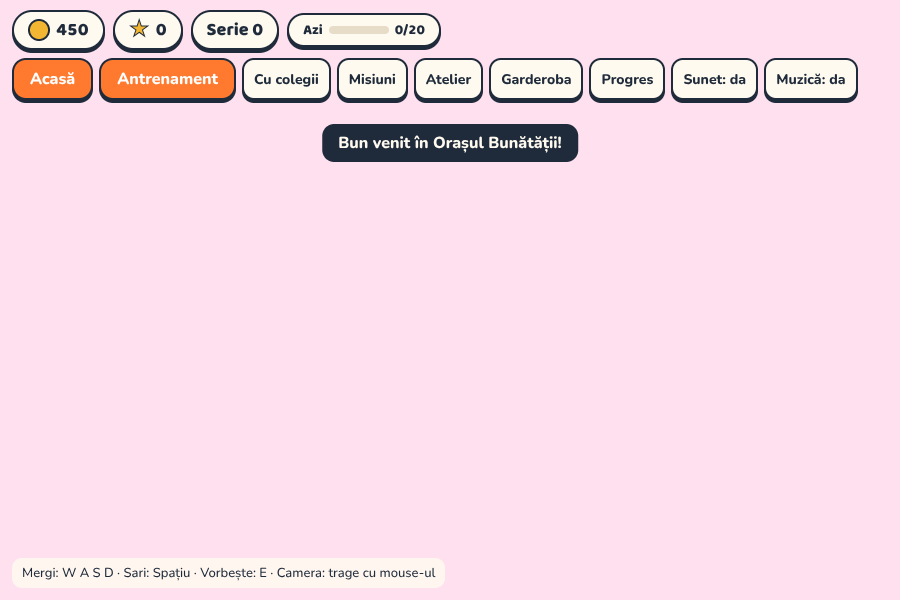 450
0
Serie 0
Azi 0/20
Acasă
Antrenament
Cu colegii
Misiuni
Atelier
Garderoba
Progres
Sunet: da
Muzică: da
Bun venit în Orașul Bunătății!
Mergi: W A S D · Sari: Spațiu · Vorbește: E · Camera: trage cu mouse-ul